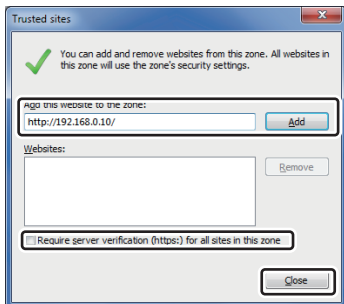 Trusted sites
You can add and remove websites from this zone. All websites in
this zone will use the zone's security settings.
Add this website to the zone:
http://192.168.0.10/
Add
Websites:
Remove
Require server verification (https:) for all sites in this zone
Close